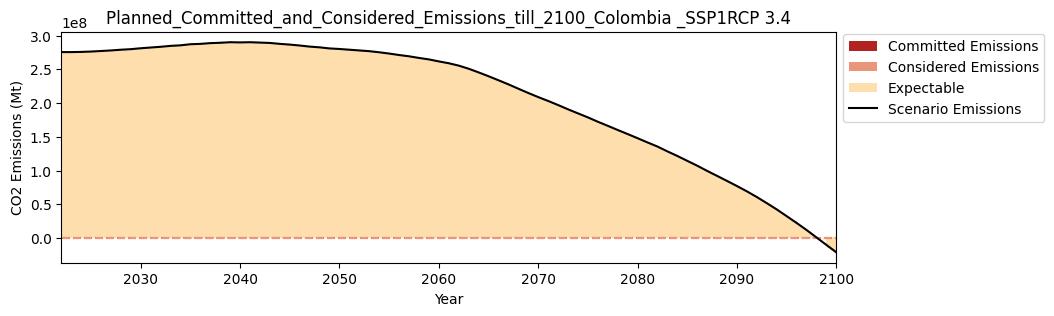 Planned_Committed_and_Considered_Emissions_till_2100_Colombia _SSP1RCP 3.4
1e8
3.0
2.5
2.0
1.5
1.0
0.5
0.0
CO2 Emissions (Mt)
2030 2040 2050 2060 2070 2080 2090 2100
Year
Committed Emissions
Considered Emissions
Expectable
Scenario Emissions